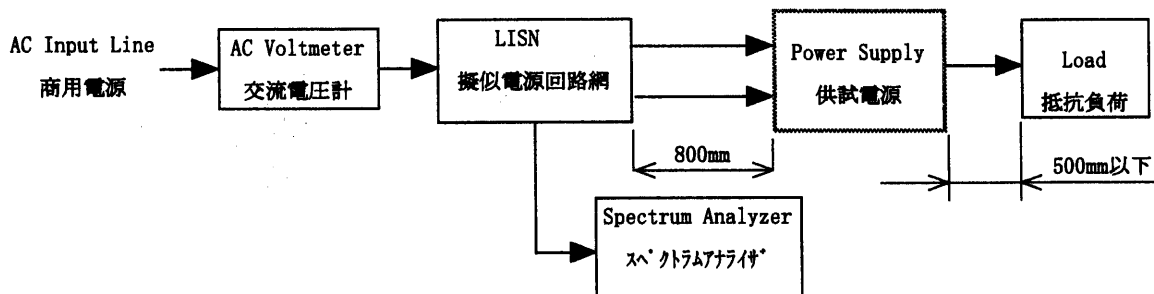 AC Input Line
商用電源
AC Voltmeter
交流電圧計
LISN
擬似電源回路網
Power Supply
供試電源
Load
抵抗負荷
800mm
500mm以下
Spectrum Analyzer
スペクトラムアナライザ